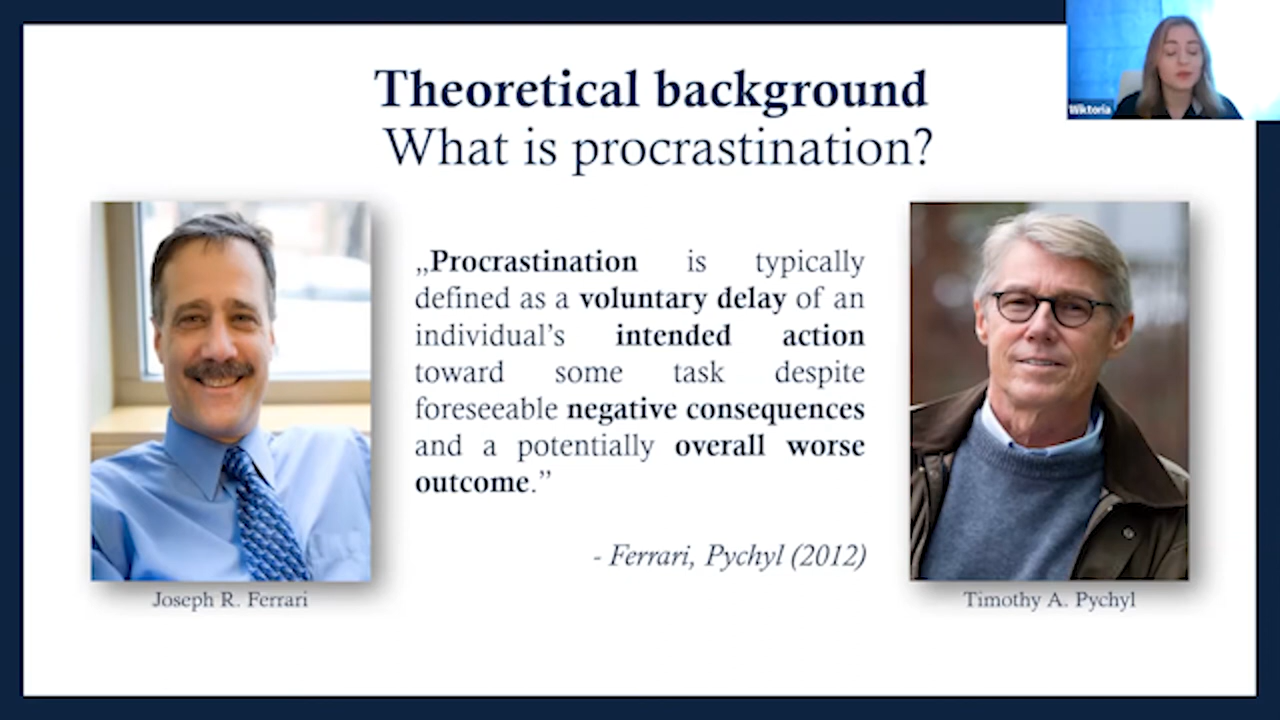 Theoretical background
What is procrastination?
Wiktoria
„Procrastination is typically
defined as a voluntary delay of an
individual’s intended action
toward some task despite
foreseeable negative consequences
and a potentially overall worse
outcome.”
- Ferrari, Pychyl (2012)
Joseph R. Ferrari
Timothy A. Pychyl